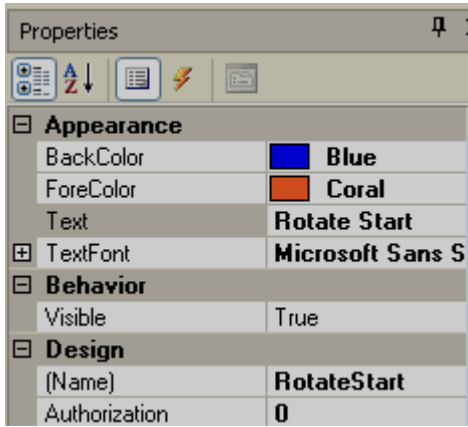 Properties
Appearance
BackColor Blue
ForeColor Coral
Text Rotate Start
TextFont Microsoft Sans S
Behavior
Visible True
Design
(Name) RotateStart
Authorization 0